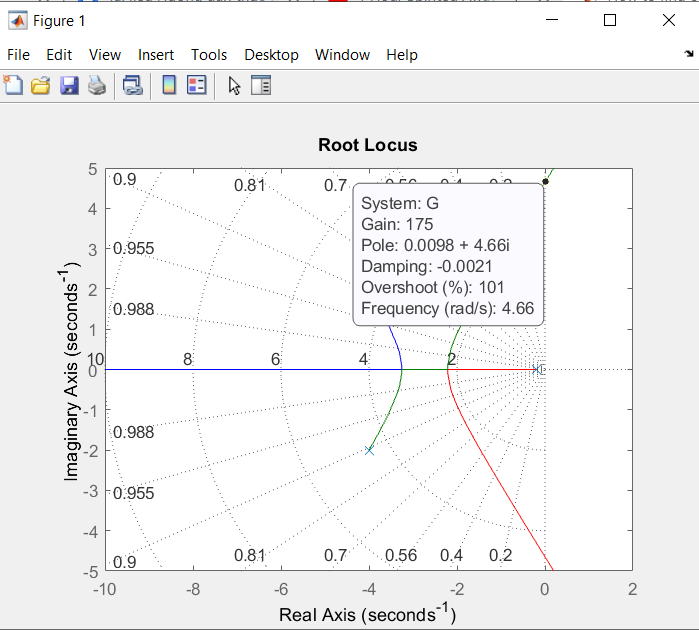 Figure 1
File Edit View Insert Tools Desktop Window Help
Root Locus
System: G
Gain: 175
Pole: 0.0098 + 4.66i
Damping: -0.0021
Overshoot (%): 101
Frequency (rad/s): 4.66
0.9 0.81 0.7 0.56 0.4 0.2
0.955
0.988
10 8 6 4 2
0.988
0.955
0.9 0.81 0.7 0.56 0.4 0.2
5
4
3
2
1
0
-1
-2
-3
-4
-5
-10 -8 -6 -4 -2 0 2
Imaginary Axis (seconds-1)
Real Axis (seconds-1)